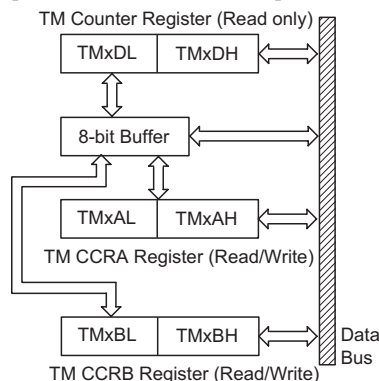 TM Counter Register (Read only)
TMxDL TMxDH
8-bit Buffer
TMxAL TMxAH
TM CCRA Register (Read/Write)
TMxBL TMxBH
Data
Bus
TM CCRB Register (Read/Write)